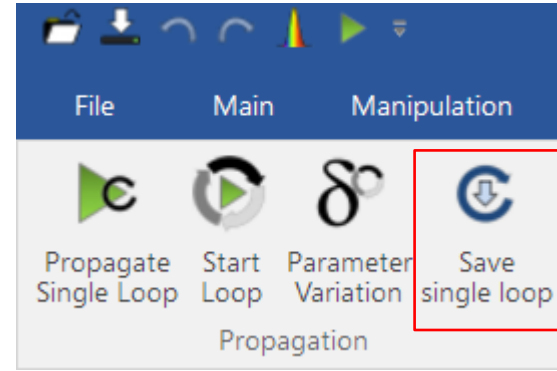 File Main Manipulation
Propagate Start Parameter Save
Single Loop Loop Variation single loop
Propagation